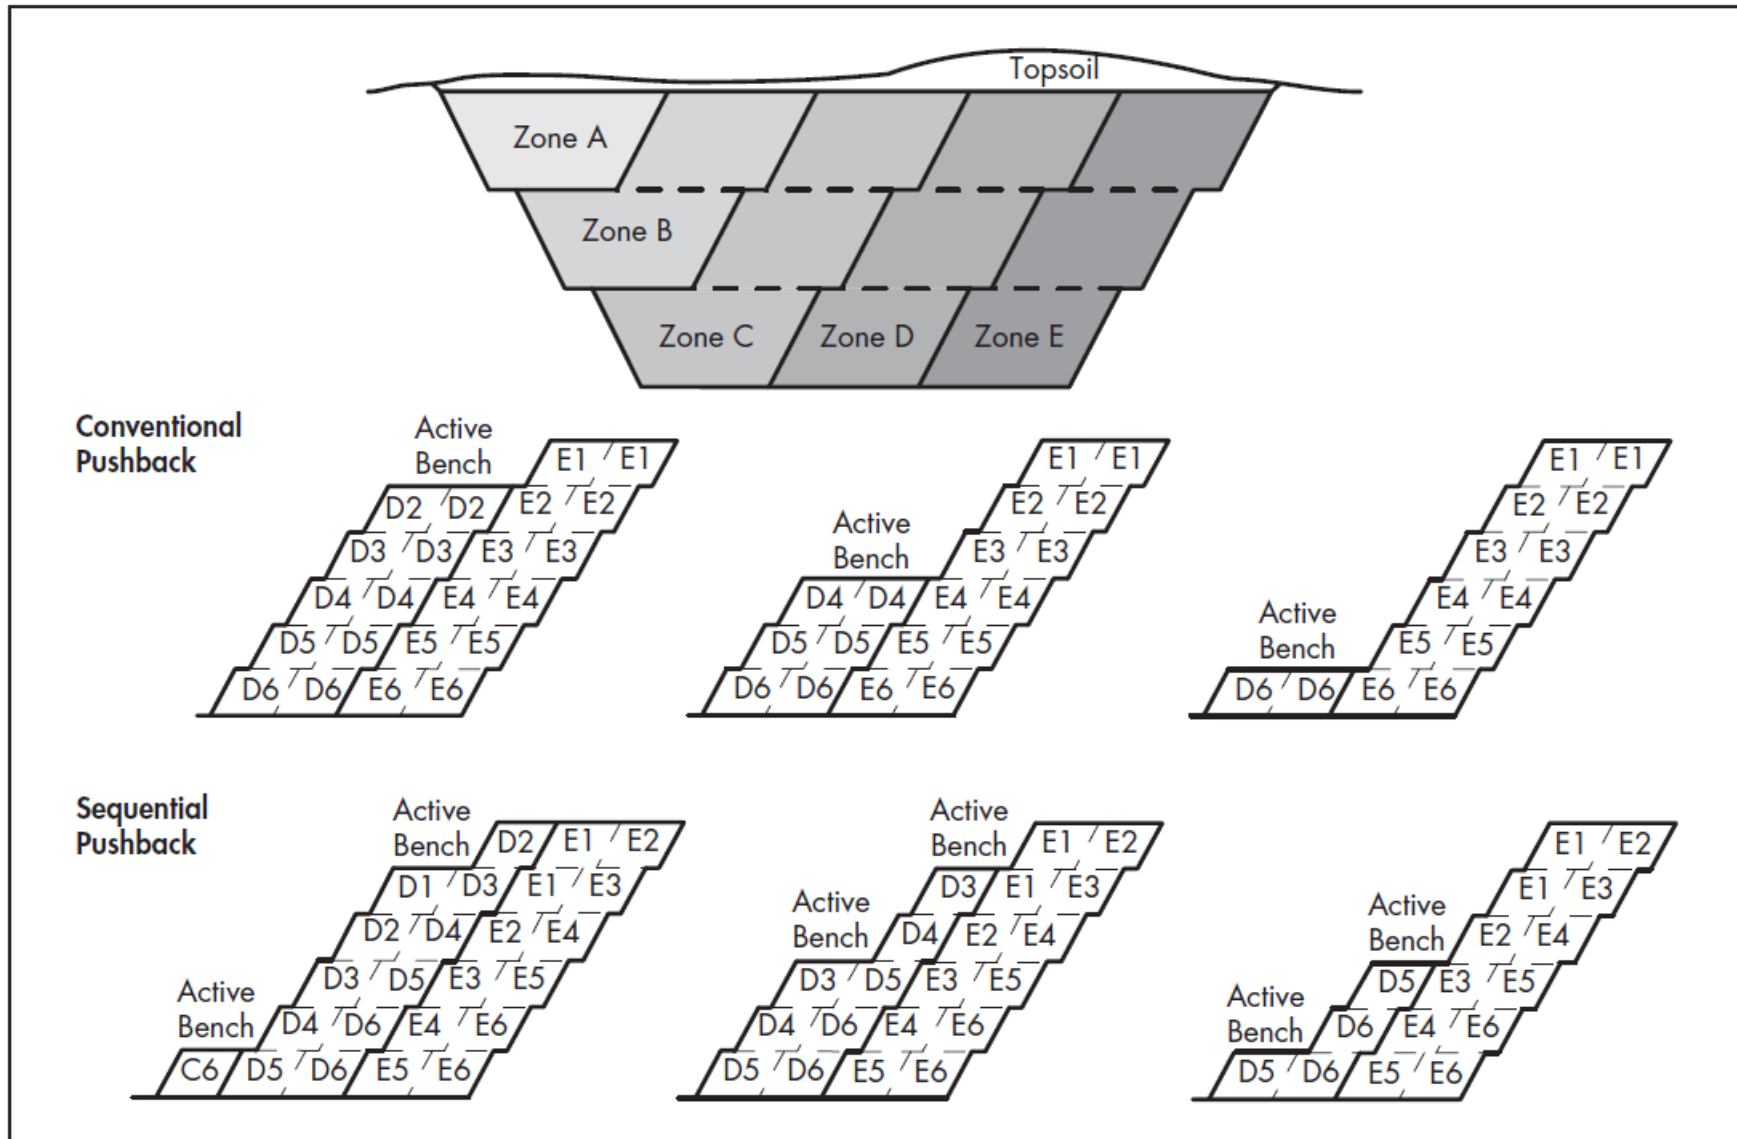 Topsoil
Zone A
Zone B
Zone C Zone D Zone E
Conventional
Pushback
Active
Bench
E1 E1
D2 D2 E2 E2
D3 D3 E3 E3
D4 D4 E4 E4
D5 D5 E5 E5
D6 D6 E6 E6
Active
Bench
E1 E1
E2 E2
E3 E3
D4 D4 E4 E4
D5 D5 E5 E5
D6 D6 E6 E6
Active
Bench
E1 E1
E2 E2
E3 E3
E4 E4
E5 E5
D6 D6 E6 E6
Sequential
Pushback
Active
Bench
Active
Bench
D2 E1 E2
D1 D3 E1 E3
D2 D4 E2 E4
D3 D5 E3 E5
D4 D6 E4 E6
C6 D5 D6 E5 E6
Active
Bench
Active
Bench
E1 E2
D3 E1 E3
D4 E2 E4
D3 D5 E3 E5
D4 D6 E4 E6
D5 D6 E5 E6
Active
Bench
Active
Bench
E1 E2
E1 E3
E2 E4
D5 E3 E5
D6 E4 E6
D5 D6 E5 E6